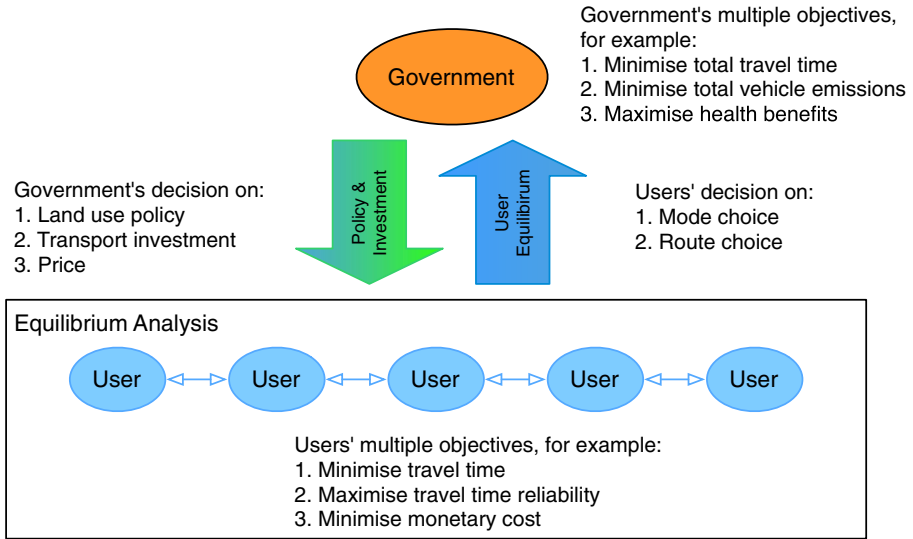 Government's multiple objectives,
for example:
1. Minimise total travel time
2. Minimise total vehicle emissions
3. Maximise health benefits
Government
Government's decision on:
1. Land use policy
2. Transport investment
3. Price
Policy &
Investment
User
Equilibirum
Users' decision on:
1. Mode choice
2. Route choice
Equilibrium Analysis
User
User
User
User
User
Users' multiple objectives, for example:
1. Minimise travel time
2. Maximise travel time reliability
3. Minimise monetary cost